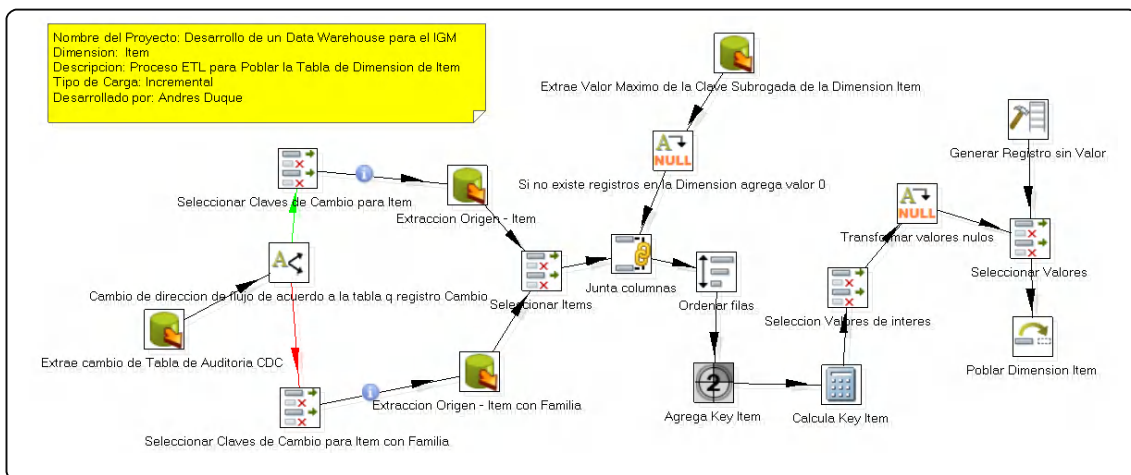 Nombre del Proyecto: Desarrollo de un Data Warehouse para el IGM
Dimension: Item
Descripcion: Proceso ETL para Poblar la Tabla de Dimension de Item
Tipo de Carga: Incremental
Desarrollado por: Andres Duque
Extrae Valor Maximo de la Clave Subrogada de la Dimension Item
A
NULL
Generar Registro sin Valor
Si no existe registros en la Dimension agrega valor 0
Seleccionar Claves de Cambio para Item
Extraccion Origen - Item
A
NULL
Transformar valores nulos
Seleccionar Valores
A
Cambio de direccion de flujo de acuerdo a la tabla q registro Cambio
Seleccionar Items
Junta columnas
Ordenar filas
Seleccion Valores de interes
Extrae cambio de Tabla de Auditoria CDC
Poblar Dimension Item
Extraccion Origen - Item con Familia
2
Agrega Key Item
Calcula Key Item
Seleccionar Claves de Cambio para Item con Familia